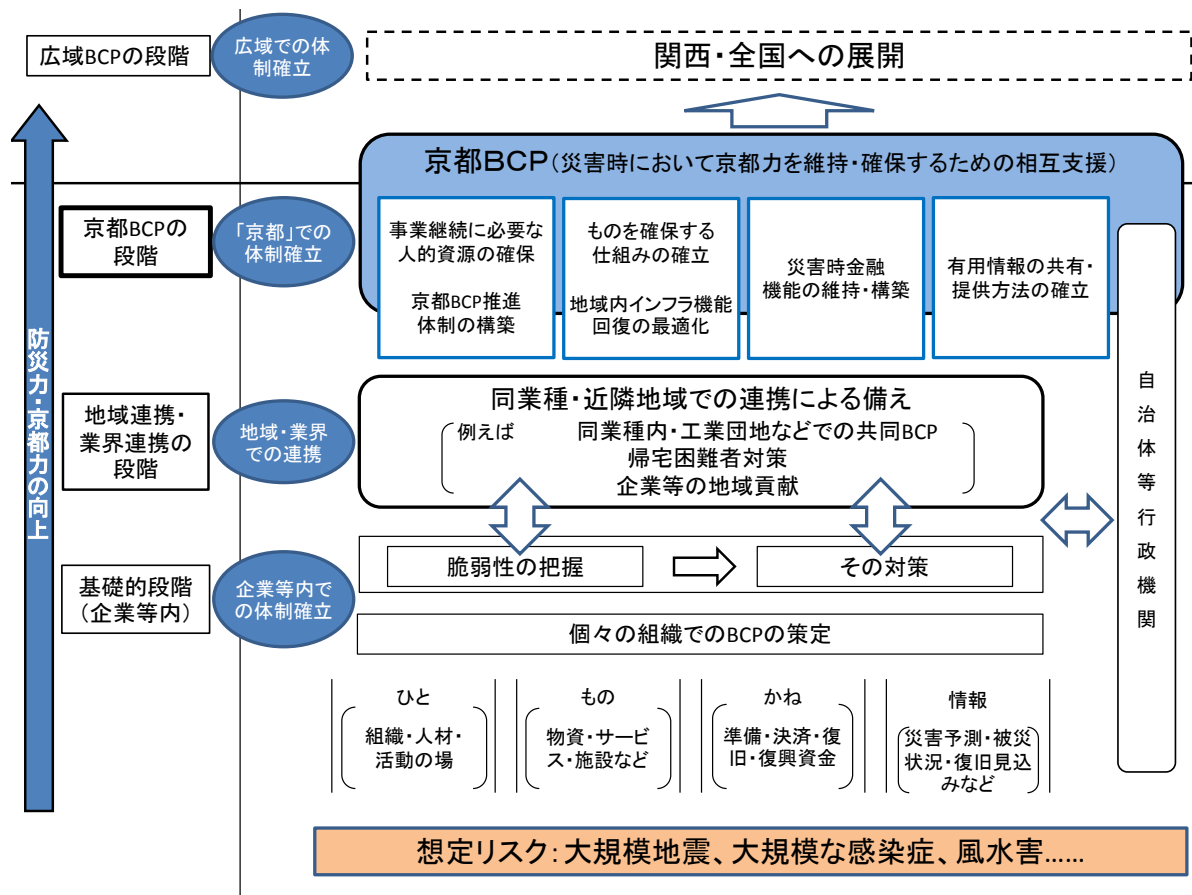 広域BCPの段階
広域での体
制確立
関西・全国への展開
京都BCP（災害時において京都力を維持・確保するための相互支援）
京都BCPの
段階
「京都」での
体制確立
事業継続に必要な
人的資源の確保
京都BCP推進
体制の構築
ものを確保する
仕組みの確立
地域内インフラ機能
回復の最適化
災害時金融
機能の維持・構築
有用情報の共有・
提供方法の確立
防災力・京都力の向上
自治体等行政機関
地域連携・
業界連携の
段階
地域・業界
での連携
同業種・近隣地域での連携による備え
例えば　同業種内・工業団地などでの共同BCP
帰宅困難者対策
企業等の地域貢献
基礎的段階
（企業等内）
企業等内で
の体制確立
脆弱性の把握
その対策
個々の組織でのBCPの策定
ひと
組織・人材・
活動の場
もの
物資・サービ
ス・施設など
かね
準備・決済・復
旧・復興資金
情報
災害予測・被災
状況・復旧見込
みなど
想定リスク：大規模地震、大規模な感染症、風水害……